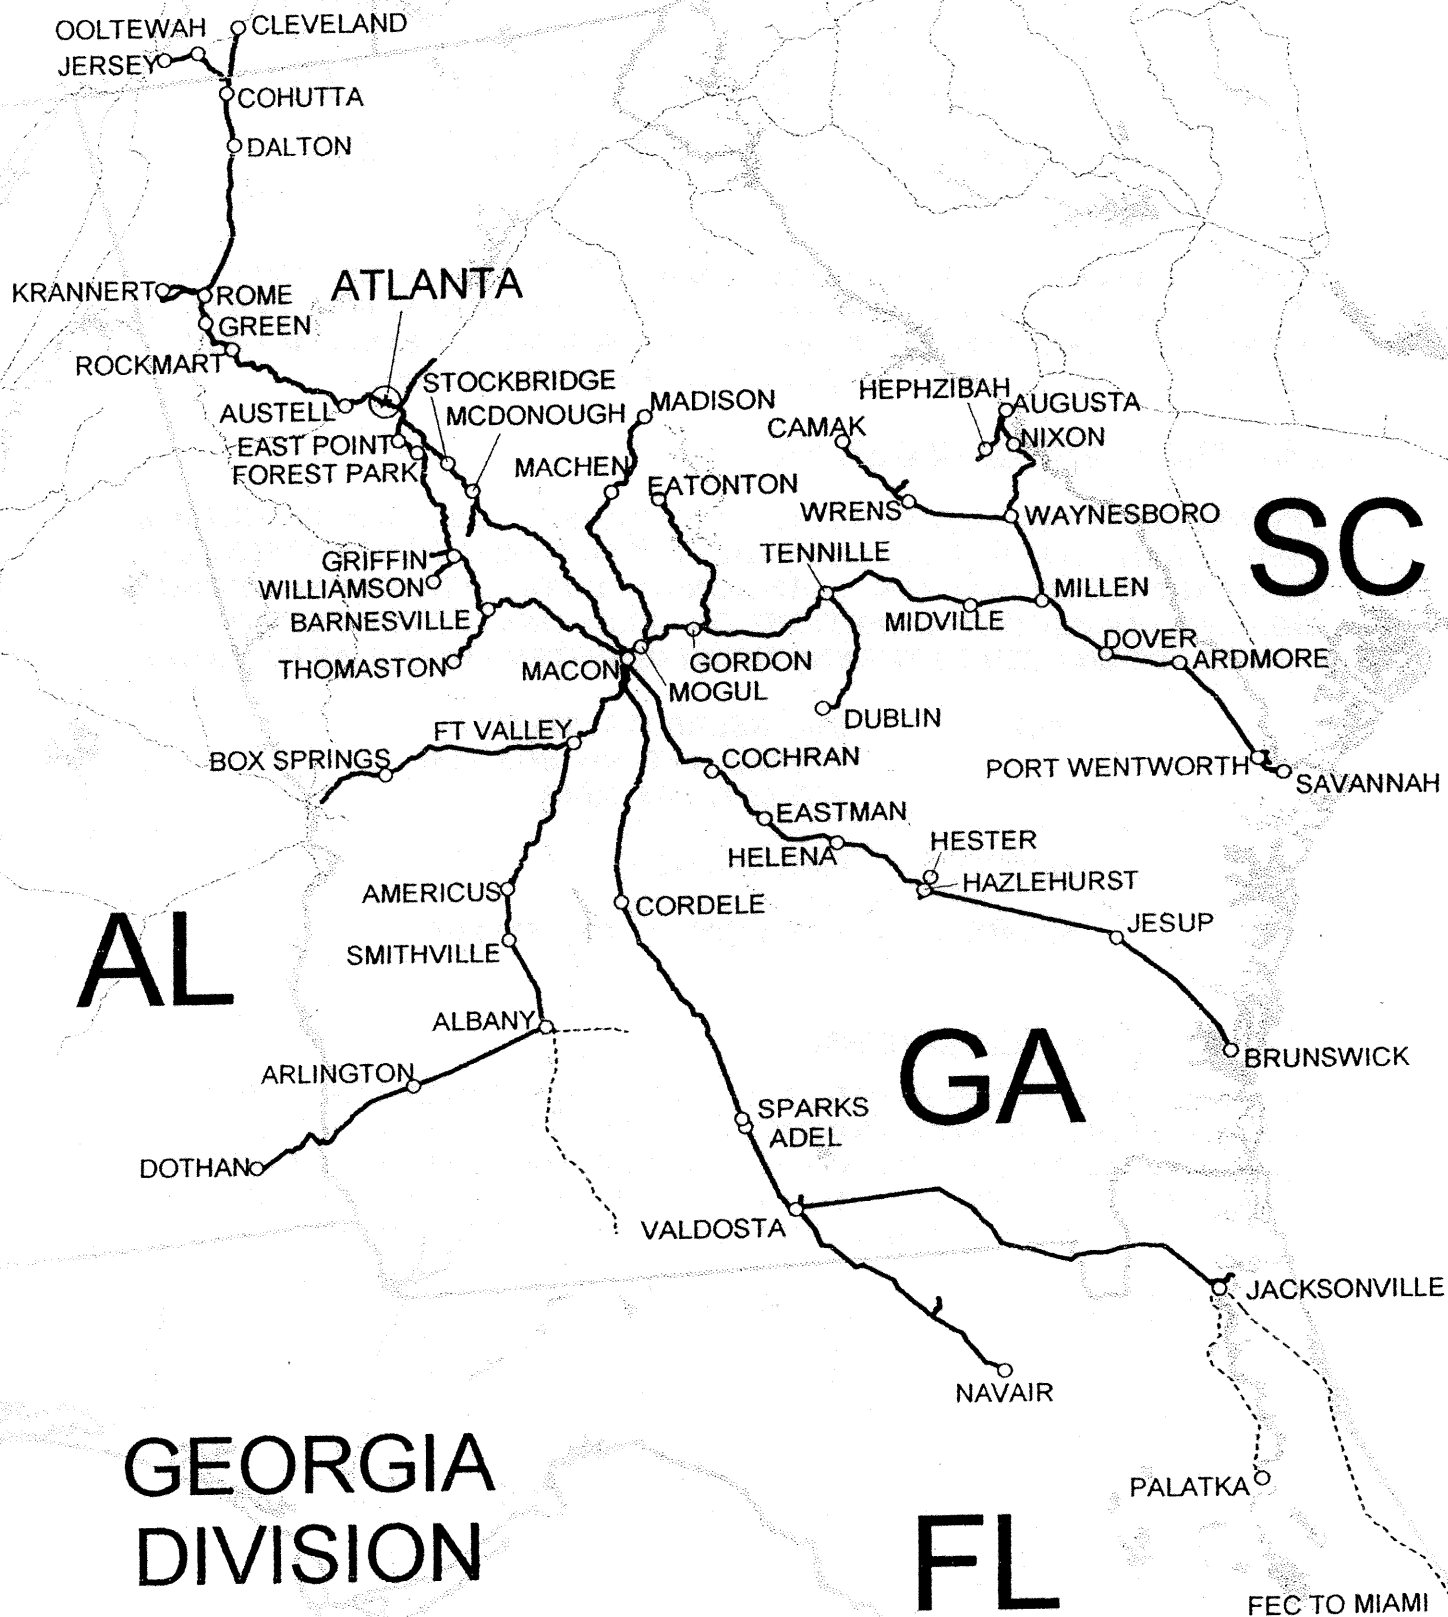 OOLTEWAH
CLEVELAND
JERSEY
COHUTTA
DALTON
KRANNERT
ROME
ATLANTA
GREEN
ROCKMART
STOCKBRIDGE
MCDONOUGH
MADISON
HEPHZIBAH
AUGUSTA
AUSTELL
EAST POINT
CAMAK
NIXON
FOREST PARK
MACHEN
EATONTON
WRENS
WAYNESBORO
SC
GRIFFIN
TENNILLE
WILLIAMSON
MILLEN
BARNESVILLE
MIDVILLE
DOVER
THOMASTON
MACON
GORDON
ARDMORE
MOGUL
DUBLIN
FT VALLEY
BOX SPRINGS
COCHRAN
PORT WENTWORTH
SAVANNAH
EASTMAN
HELENA
HESTER
HAZLEHURST
AMERICUS
CORDELE
JESUP
AL
SMITHVILLE
ALBANY
GA
BRUNSWICK
ARLINGTON
SPARKS
ADEL
DOTHAN
VALDOSTA
JACKSONVILLE
NAVAIR
GEORGIA
DIVISION
PALATKA
FL
FEC TO MIAMI